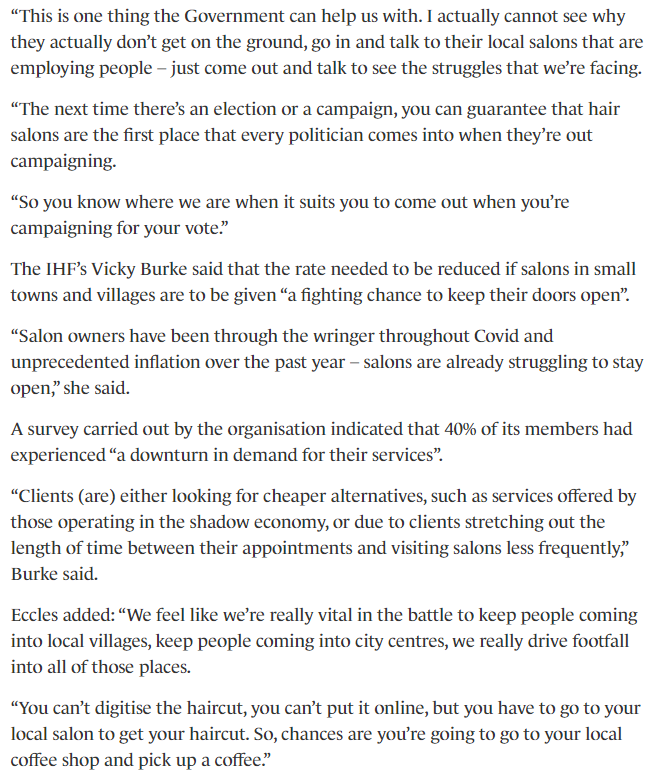 “This is one thing the Government can help us with. I actually cannot see why
they actually don’t get on the ground, go in and talk to their local salons that are
employing people – just come out and talk to see the struggles that we’re facing.
“The next time there’s an election or a campaign, you can guarantee that hair
salons are the first place that every politician comes into when they’re out
campaigning.
“So you know where we are when it suits you to come out when you’re
campaigning for your vote.”
The IHF’s Vicky Burke said that the rate needed to be reduced if salons in small
towns and villages are to be given “a fighting chance to keep their doors open”.
“Salon owners have been through the wringer throughout Covid and
unprecedented inflation over the past year – salons are already struggling to stay
open,” she said.
A survey carried out by the organisation indicated that 40% of its members had
experienced “a downturn in demand for their services”.
“Clients (are) either looking for cheaper alternatives, such as services offered by
those operating in the shadow economy, or due to clients stretching out the
length of time between their appointments and visiting salons less frequently,”
Burke said.
Eccles added: “We feel like we’re really vital in the battle to keep people coming
into local villages, keep people coming into city centres, we really drive footfall
into all of those places.
“You can’t digitise the haircut, you can’t put it online, but you have to go to your
local salon to get your haircut. So, chances are you’re going to go to your local
coffee shop and pick up a coffee.”